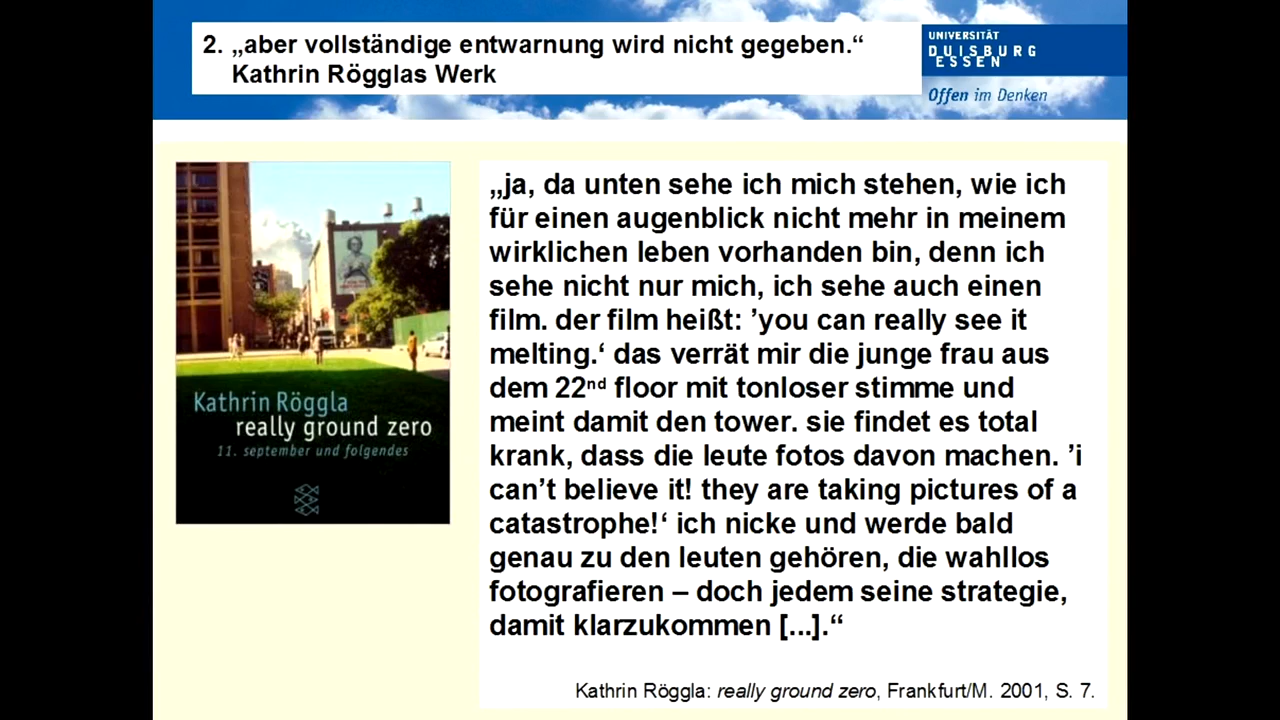 2. „aber vollständige entwarnung wird nicht gegeben.“
Kathrin Rögglas Werk
UNIVERSITÄT
DUISBURG
ESSEN
Offen im Denken
Kathrin Röggla
really ground zero
11. september und folgendes
„ja, da unten sehe ich mich stehen, wie ich
für einen augenblick nicht mehr in meinem
wirklichen leben vorhanden bin, denn ich
sehe nicht nur mich, ich sehe auch einen
film. der film heißt: ’you can really see it
melting.‘ das verrät mir die junge frau aus
dem 22nd floor mit tonloser stimme und
meint damit den tower. sie findet es total
krank, dass die leute fotos davon machen. ’i
can’t believe it! they are taking pictures of a
catastrophe!‘ ich nicke und werde bald
genau zu den leuten gehören, die wahllos
fotografieren – doch jedem seine strategie,
damit klarzukommen [...].“
Kathrin Röggla: really ground zero, Frankfurt/M. 2001, S. 7.